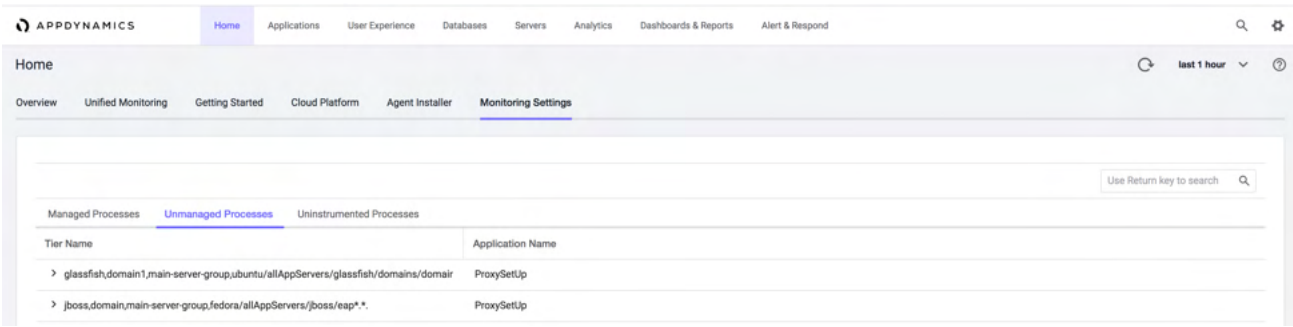 APPDYNAMICS Home Applications User Experience Databases Servers Analytics Dashboards & Reports Alert & Respond
Home last 1 hour
Overview Unified Monitoring Getting Started Cloud Platform Agent Installer Monitoring Settings
Use Return key to search
Managed Processes Unmanaged Processes Uninstrumented Processes
Tier Name Application Name
glassfish,domain1,main-server-group,ubuntu/allAppServers/glassfish/domains/domair ProxySetUp
jboss,domain,main-server-group,fedora/allAppServers/jboss/eap*.*. ProxySetUp